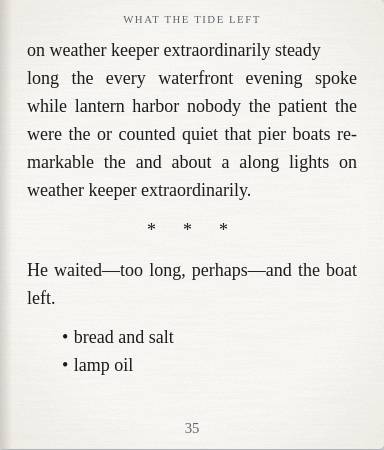 WHAT THE TIDE LEFT
on weather keeper extraordinarily steady
long the every waterfront evening spoke
while lantern harbor nobody the patient the
were the or counted quiet that pier boats re-
markable the and about a along lights on
weather keeper extraordinarily.
* * *
He waited—too long, perhaps—and the boat
left.
• bread and salt
• lamp oil
35